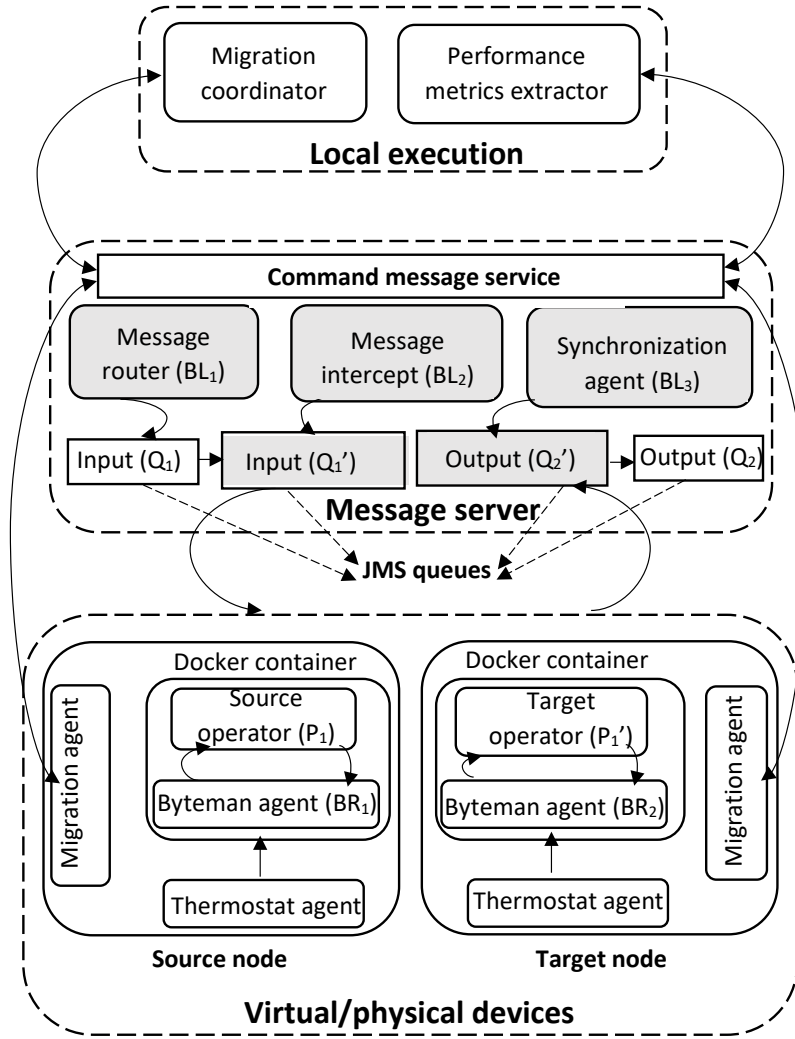 Migration
coordinator
Performance
metrics extractor
Local execution
Command message service
Message
router (BL₁)
Message
intercept (BL₂)
Synchronization
agent (BL₃)
Input (Q₁)
Input (Q₁’)
Output (Q₂’)
Output (Q₂)
Message server
JMS queues
Docker container
Source
operator (P₁)
Byteman agent (BR₁)
Migration agent
Thermostat agent
Source node
Docker container
Target
operator (P₁’)
Byteman agent (BR₂)
Migration agent
Thermostat agent
Target node
Virtual/physical devices